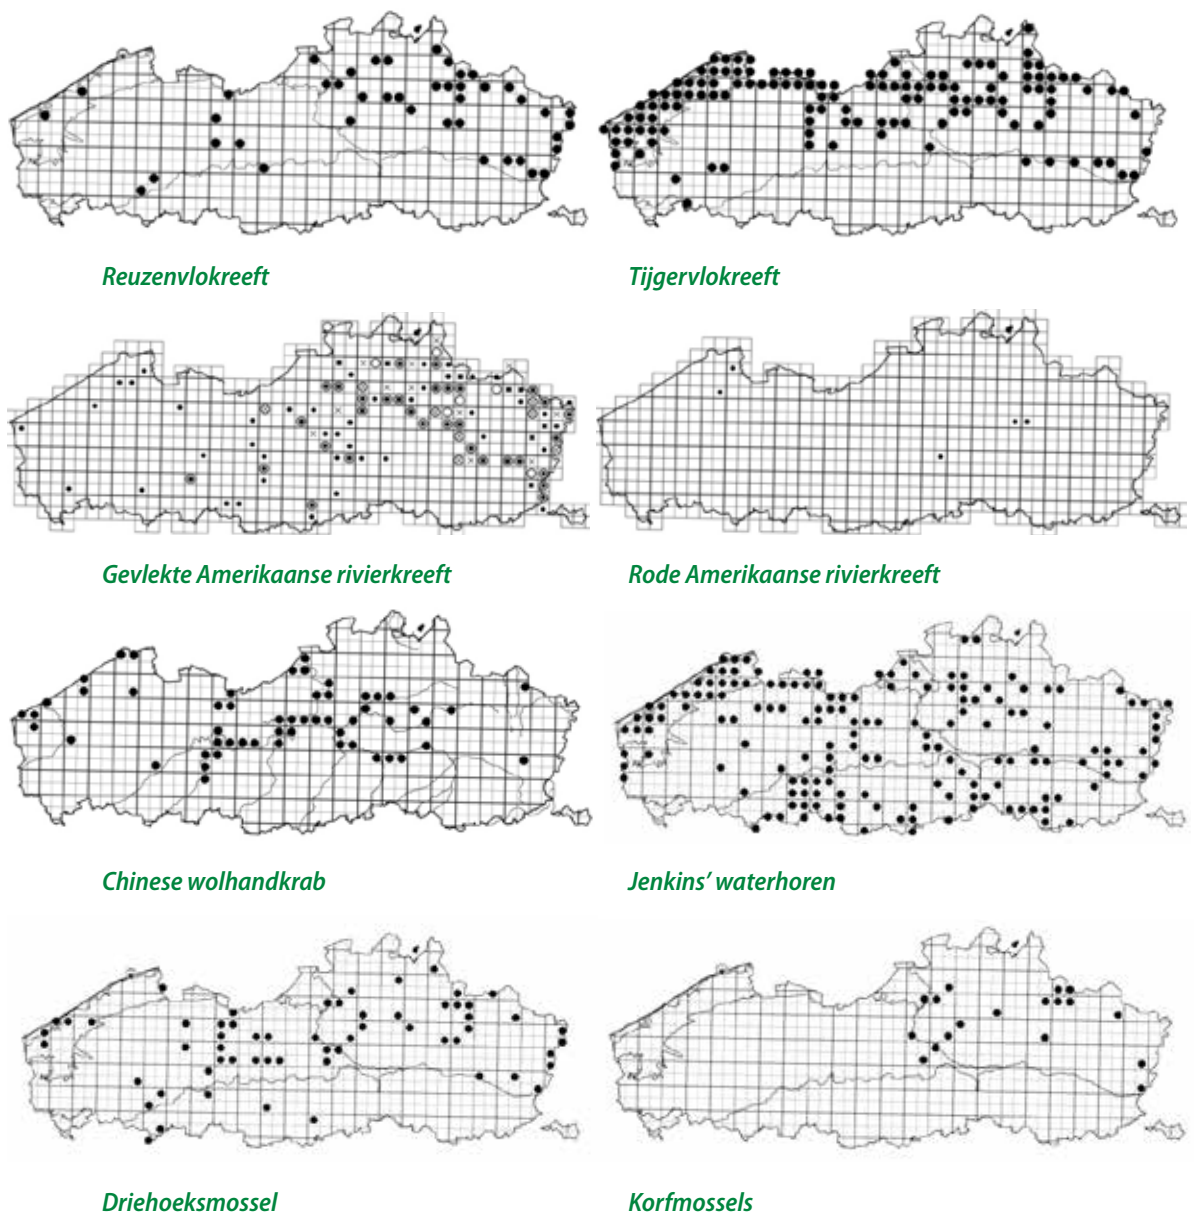 Reuzenvlokreeft
Tijgervlokreeft
Gevlekte Amerikaanse rivierkreeft
Rode Amerikaanse rivierkreeft
Chinese wolhandkrab
Jenkins’ waterhoren
Driehoeksmossel
Korfmossels